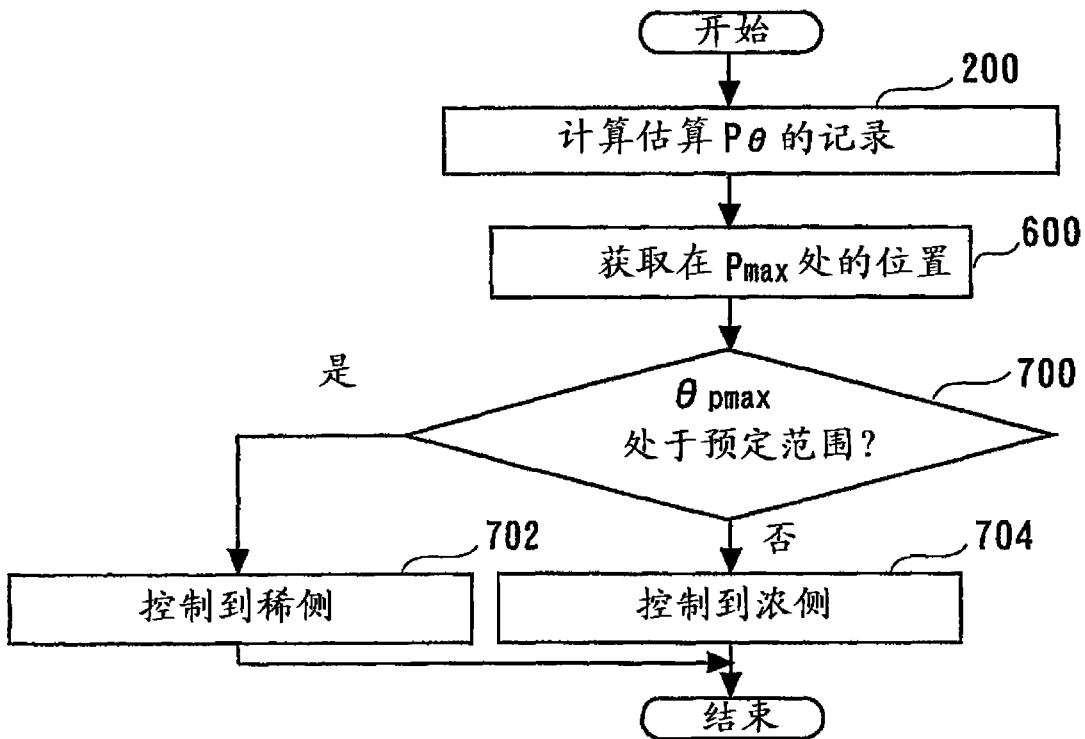 开始
200
计算估算 Pθ 的记录
600
获取在 Pmax 处的位置
是
700
θ pmax
处于预定范围?
否
702
704
控制到稀侧
控制到浓侧
结束